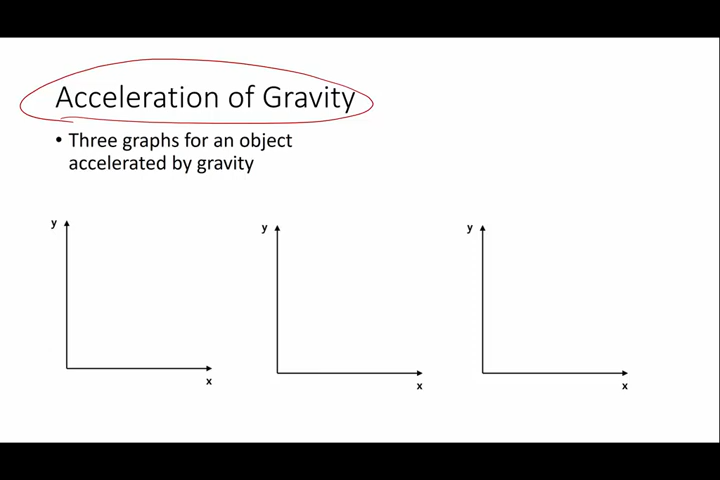 Acceleration of Gravity
• Three graphs for an object
accelerated by gravity
y
y
y
x
x
x